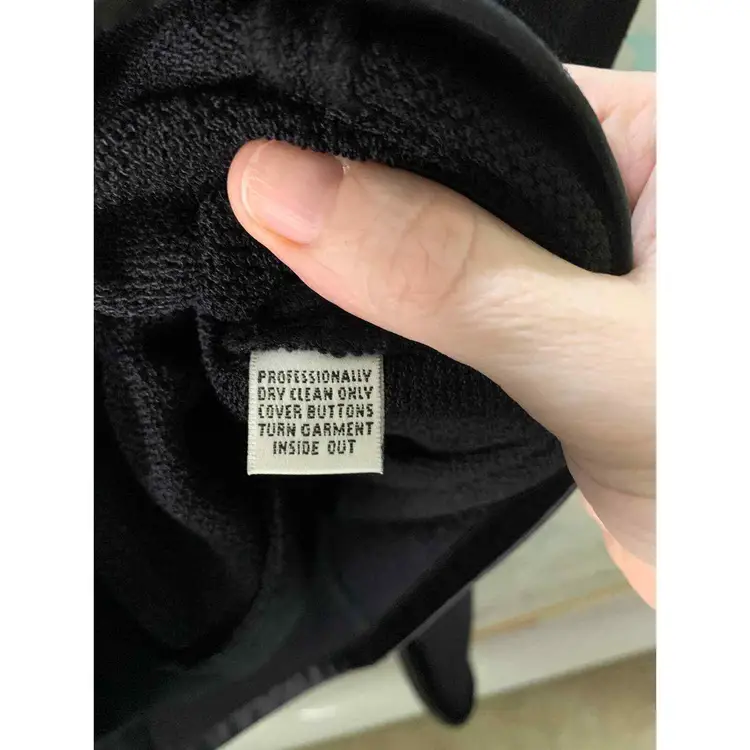 PROFESSIONALLY
DRY CLEAN ONLY
COVER BUTTONS
TURN GARMENT
INSIDE OUT